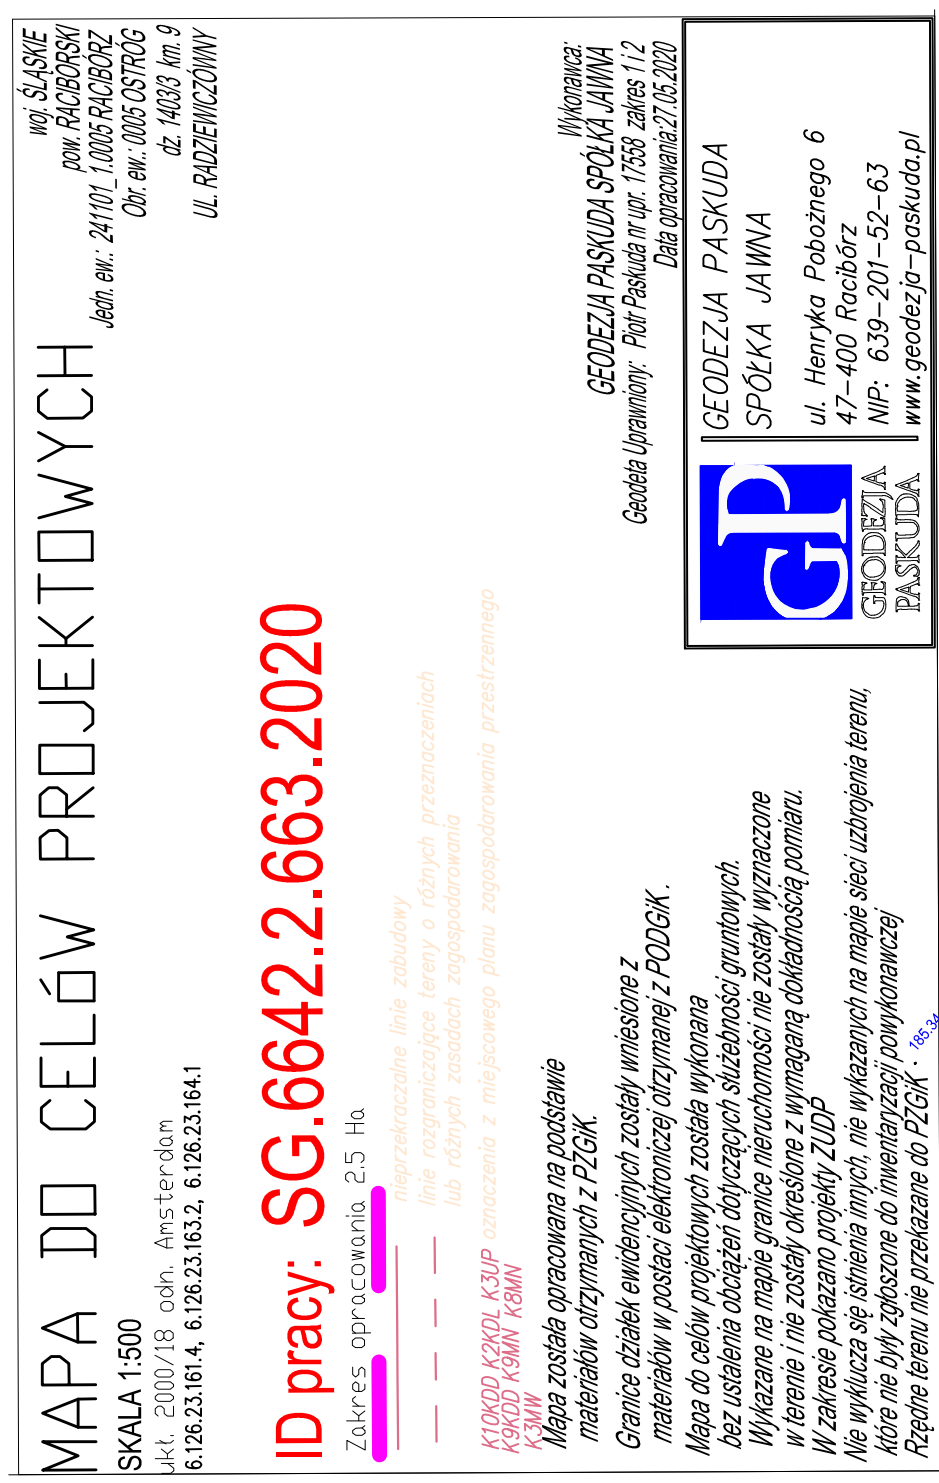 MAPA DO CELóW PROJEKTOWYCH
SKALA 1:500
ukł. 2000/18 odn. Amsterdam
6.126.23.161.4, 6.126.23.163.2, 6.126.23.164.1
woj. ŚLĄSKIE
pow. RACIBORSKI
Jedn. ew.: 241101_1.0005 RACIBÓRZ
Obr. ew.: 0005 OSTRÓG
dz. 1403/3 km. 9
UL. RADZIEWICZÓWNY
ID pracy: SG.6642.2.663.2020
Zakres opracowania 2.5 Ha
nieprzekraczalne linie zabudowy
linie rozgraniczające tereny o różnych przeznaczeniach
lub różnych zasadach zagospodarowania
K10KDD K2KDL K3UP oznaczenia z miejscowego planu zagospodarowania przestrzennego
K9KDD K9MN K8MN
K3MW
Mapa została opracowana na podstawie
materiałów otrzymanych z PZGiK.
Granice działek ewidencyjnych zostały wniesione z
materiałów w postaci elektronicznej otrzymanej z PODGiK.
Mapa do celów projektowych została wykonana
bez ustalenia obciążeń dotyczących służebności gruntowych.
Wykazane na mapie granice nieruchomości nie zostały wyznaczone
w terenie i nie zostały określone z wymaganą dokładnością pomiaru.
W zakresie pokazano projekty ZUDP
Nie wyklucza się istnienia innych, nie wykazanych na mapie sieci uzbrojenia terenu,
które nie były zgłoszone do inwentaryzacji powykonawczej
Rzędne terenu nie przekazane do PZGiK · 185.34
Wykonawca:
GEODEZJA PASKUDA SPÓŁKA JAWNA
Geodeta Uprawniony: Piotr Paskuda nr upr. 17558 zakres 1 i 2
Data opracowania:27.05.2020
GP
GEODEZJA
PASKUDA
GEODEZJA PASKUDA
SPÓŁKA JAWNA
ul. Henryka Pobożnego 6
47-400 Racibórz
NIP: 639-201-52-63
www.geodezja-paskuda.pl